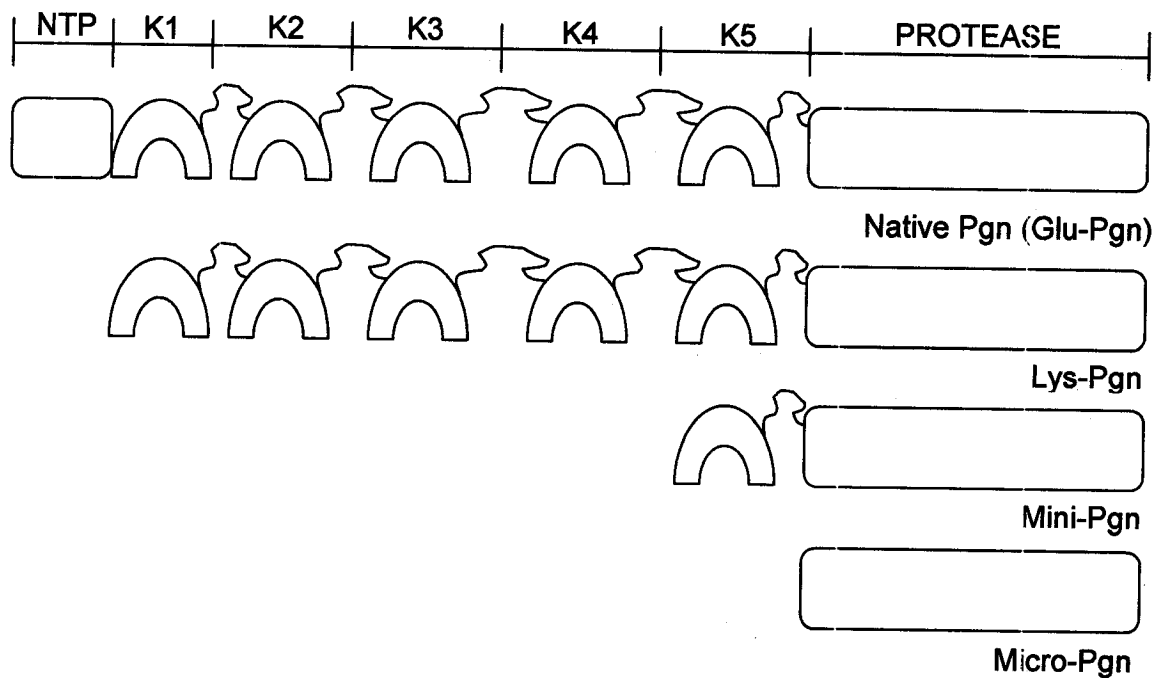 NTP K1 K2 K3 K4 K5 PROTEASE
Native Pgn (Glu-Pgn)
Lys-Pgn
Mini-Pgn
Micro-Pgn